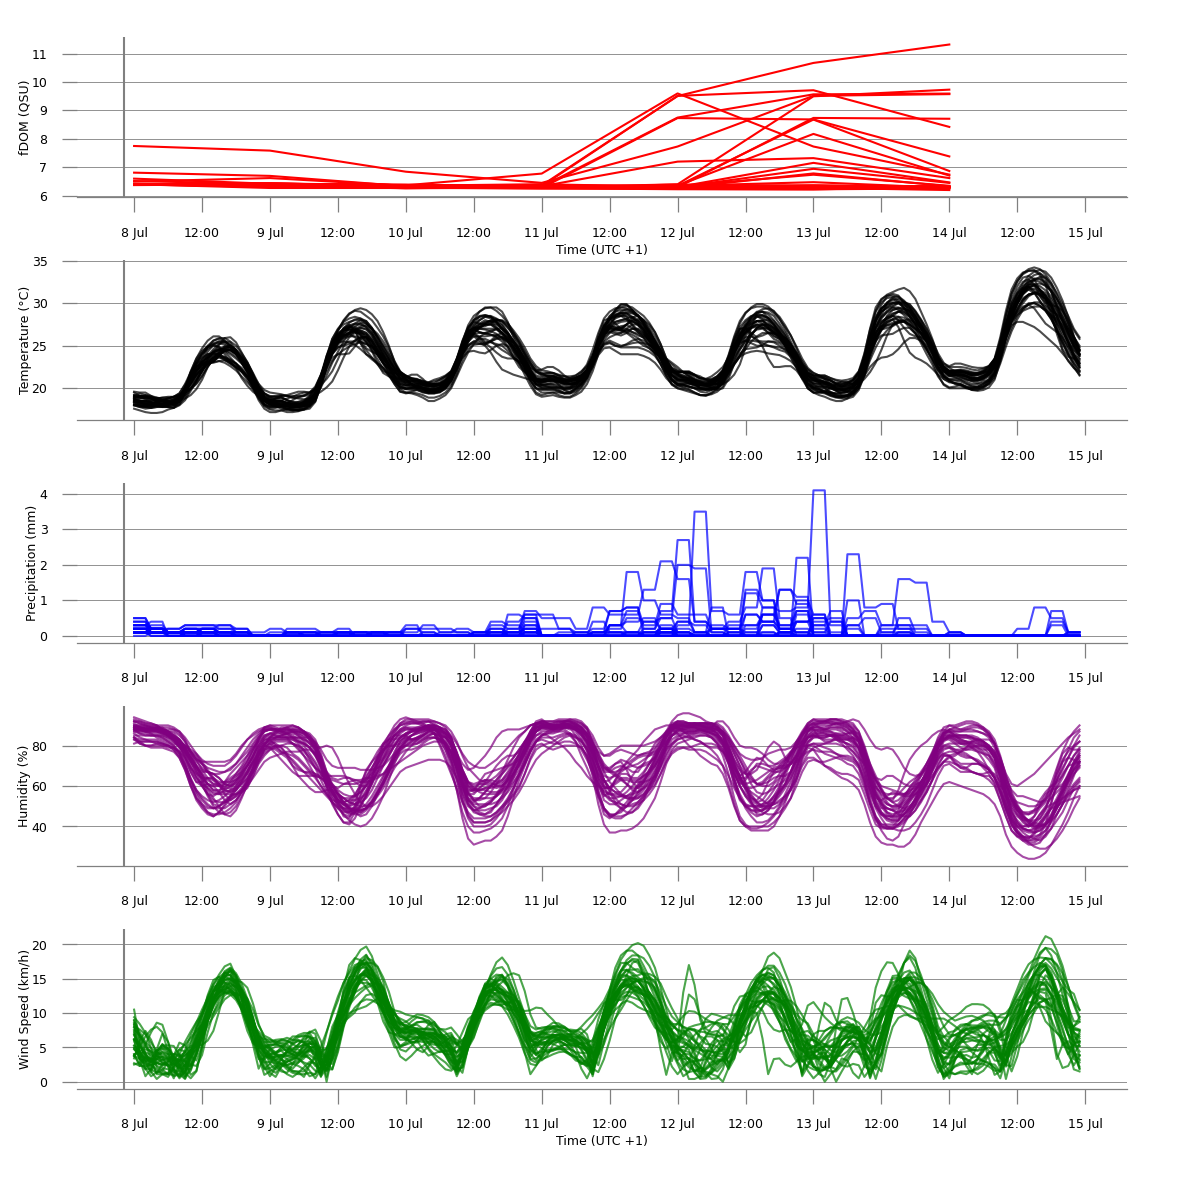 11
10
9
8
7
6
fDOM (QSU)
8 Jul 12:00 9 Jul 12:00 10 Jul 12:00 11 Jul 12:00 12 Jul 12:00 13 Jul 12:00 14 Jul 12:00 15 Jul
Time (UTC +1)
35
30
25
20
Temperature (°C)
8 Jul 12:00 9 Jul 12:00 10 Jul 12:00 11 Jul 12:00 12 Jul 12:00 13 Jul 12:00 14 Jul 12:00 15 Jul
4
3
2
1
0
Precipitation (mm)
8 Jul 12:00 9 Jul 12:00 10 Jul 12:00 11 Jul 12:00 12 Jul 12:00 13 Jul 12:00 14 Jul 12:00 15 Jul
80
60
40
Humidity (%)
8 Jul 12:00 9 Jul 12:00 10 Jul 12:00 11 Jul 12:00 12 Jul 12:00 13 Jul 12:00 14 Jul 12:00 15 Jul
20
15
10
5
0
Wind Speed (km/h)
8 Jul 12:00 9 Jul 12:00 10 Jul 12:00 11 Jul 12:00 12 Jul 12:00 13 Jul 12:00 14 Jul 12:00 15 Jul
Time (UTC +1)